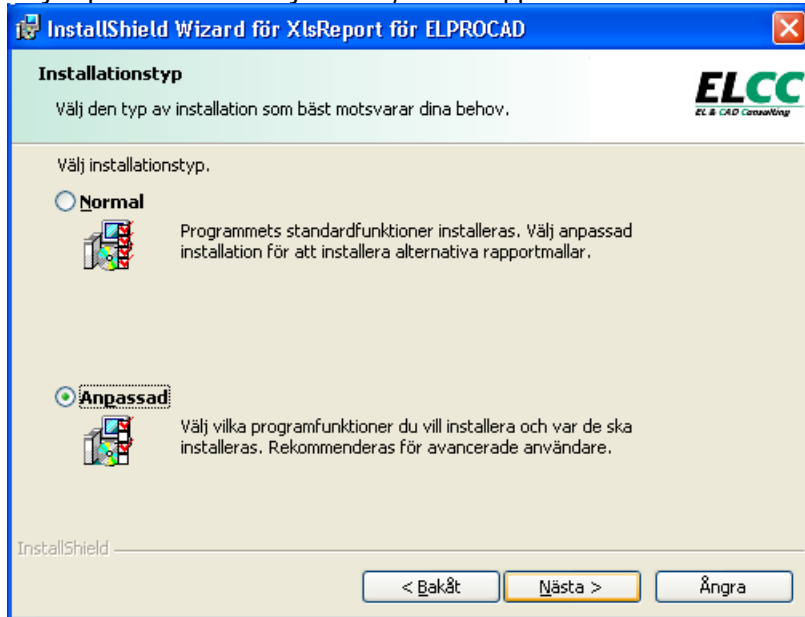 InstallShield Wizard för XlsReport för ELPROCAD
Installationstyp
Välj den typ av installation som bäst motsvarar dina behov.
ELCC
EL & CAD Consulting
Välj installationstyp.
Normal
Programmets standardfunktioner installeras. Välj anpassad
installation för att installera alternativa rapportmallar.
Anpassad
Välj vilka programfunktioner du vill installera och var de ska
installeras. Rekommenderas för avancerade användare.
InstallShield
< Bakåt
Nästa >
Ångra